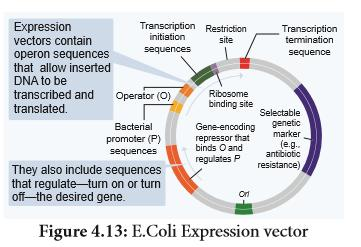 Expression
vectors contain
operon sequences
that allow inserted
DNA to be
transcribed and
translated.
Transcription
initiation
sequences
Restriction
site
Transcription
termination
sequence
Operator (O)
Ribosome
binding site
Bacterial
promoter (P)
sequences
Gene-encoding
repressor that
binds O and
regulates P
Selectable
genetic
marker
(e.g.,
antibiotic
resistance)
They also include sequences
that regulate—turn on or turn
off—the desired gene.
Ori
Figure 4.13: E.Coli Expression vector